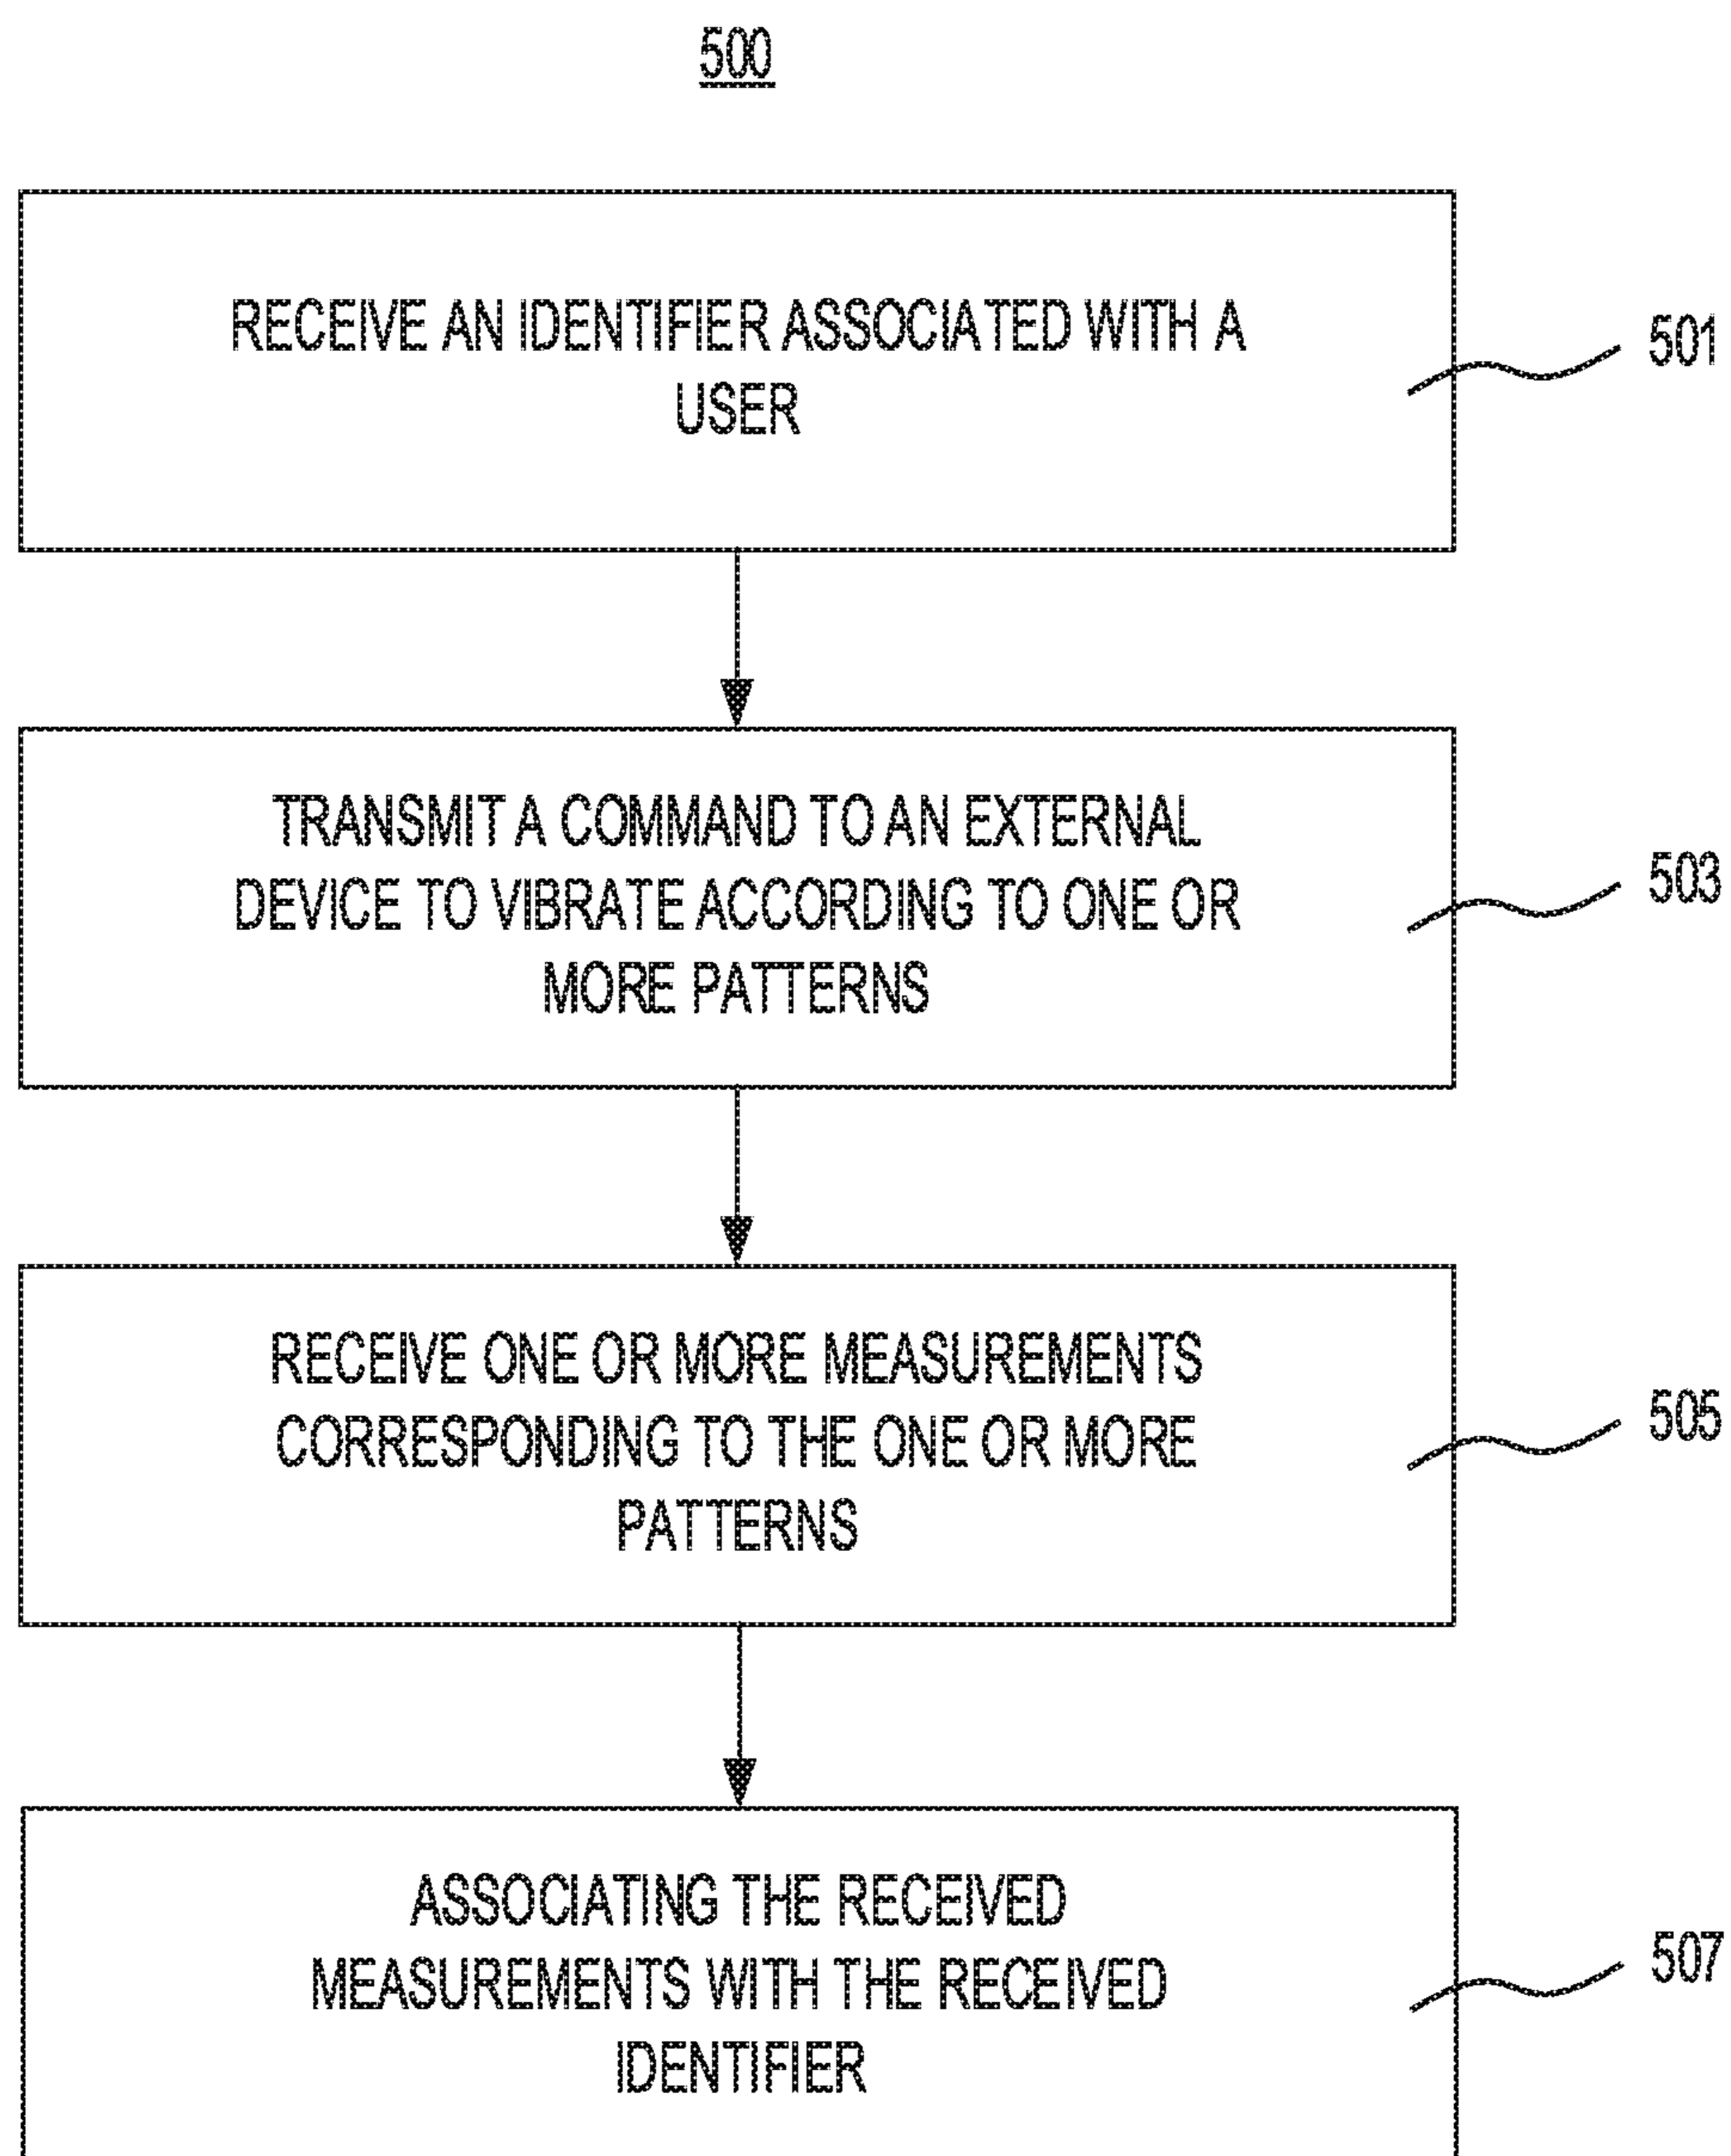 500
RECEIVE AN IDENTIFIER ASSOCIATED WITH A
USER
501
TRANSMIT A COMMAND TO AN EXTERNAL
DEVICE TO VIBRATE ACCORDING TO ONE OR
MORE PATTERNS
503
RECEIVE ONE OR MORE MEASUREMENTS
CORRESPONDING TO THE ONE OR MORE
PATTERNS
505
ASSOCIATING THE RECEIVED
MEASUREMENTS WITH THE RECEIVED
IDENTIFIER
507